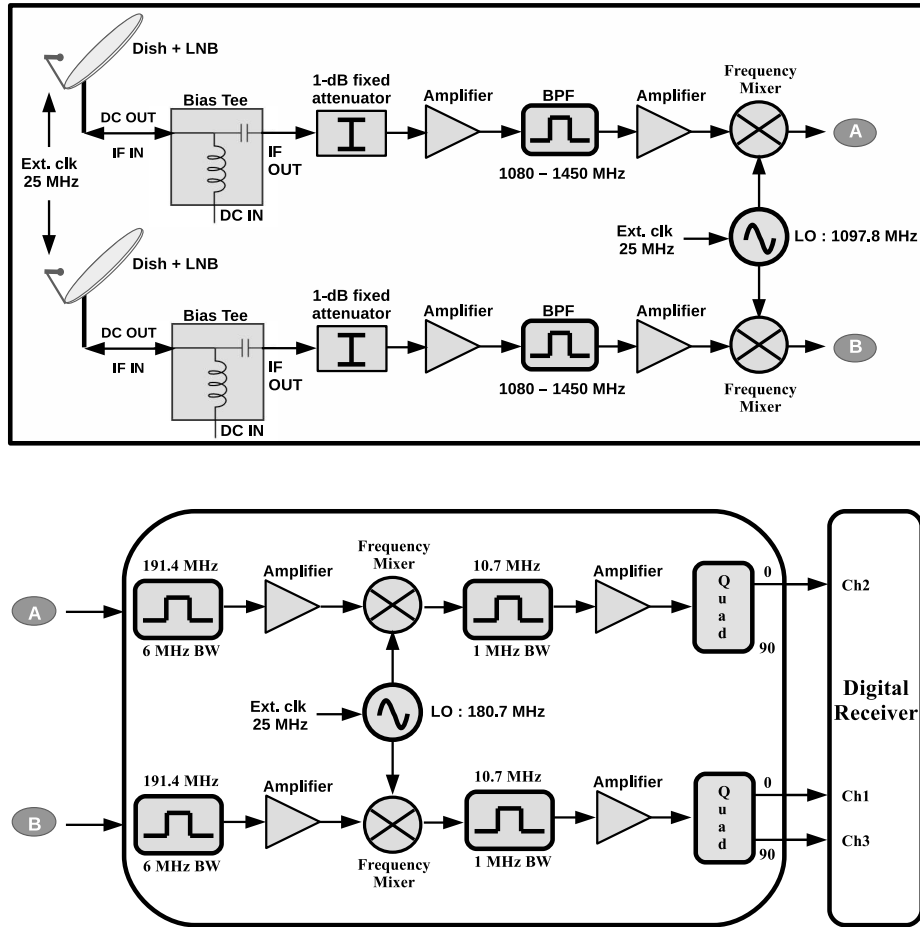 Dish + LNB
Ext. clk
25 MHz
DC OUT
IF IN
Bias Tee
IF
OUT
DC IN
1-dB fixed
attenuator
Amplifier
BPF
1080 – 1450 MHz
Amplifier
Frequency
Mixer
A
Ext. clk
25 MHz
LO : 1097.8 MHz
Dish + LNB
DC OUT
IF IN
Bias Tee
IF
OUT
DC IN
1-dB fixed
attenuator
Amplifier
BPF
1080 – 1450 MHz
Amplifier
Frequency
Mixer
B
A
191.4 MHz
6 MHz BW
Amplifier
Frequency
Mixer
10.7 MHz
1 MHz BW
Amplifier
Q
u
a
d
0
90
Ch2
Ext. clk
25 MHz
LO : 180.7 MHz
Digital
Receiver
B
191.4 MHz
6 MHz BW
Amplifier
Frequency
Mixer
10.7 MHz
1 MHz BW
Amplifier
Q
u
a
d
0
90
Ch1
Ch3